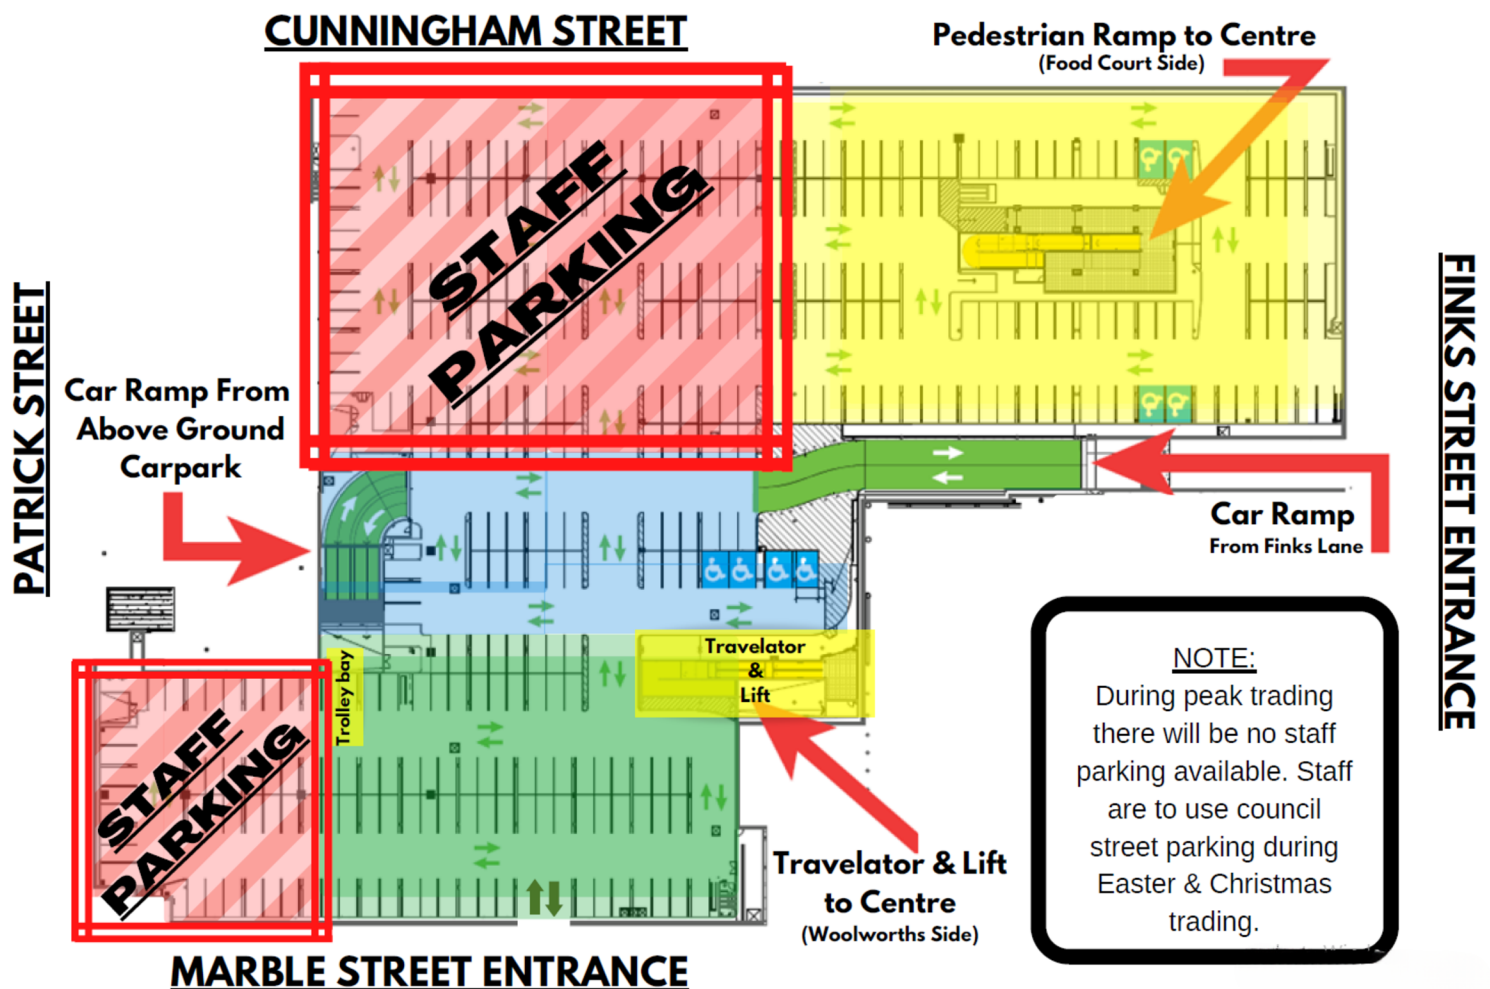 CUNNINGHAM STREET
Pedestrian Ramp to Centre
(Food Court Side)
STAFF
PARKING
PATRICK STREET
FINKS STREET ENTRANCE
Car Ramp From
Above Ground
Carpark
Car Ramp
From Finks Lane
Travelator
&
Lift
Trolley bay
STAFF
PARKING
Travelator & Lift
to Centre
(Woolworths Side)
NOTE:
During peak trading
there will be no staff
parking available. Staff
are to use council
street parking during
Easter & Christmas
trading.
MARBLE STREET ENTRANCE